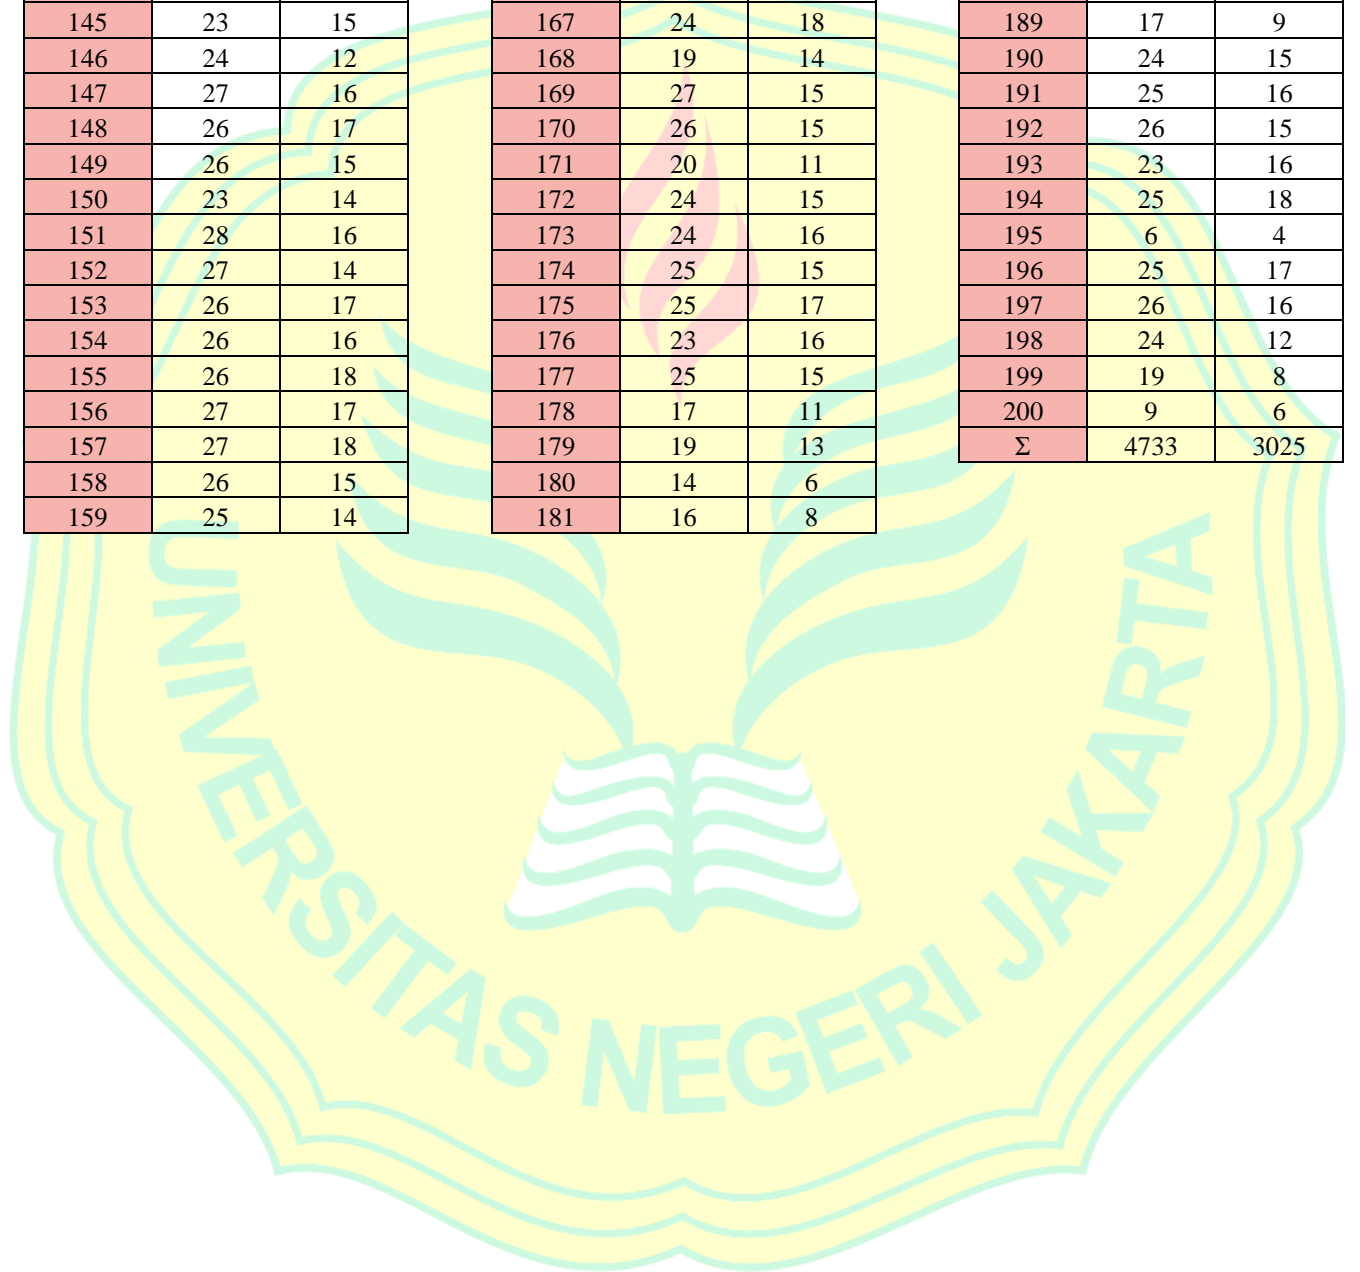 145 23 15 167 24 18 189 17 9
146 24 12 168 19 14 190 24 15
147 27 16 169 27 15 191 25 16
148 26 17 170 26 15 192 26 15
149 26 15 171 20 11 193 23 16
150 23 14 172 24 15 194 25 18
151 28 16 173 24 16 195 6 4
152 27 14 174 25 15 196 25 17
153 26 17 175 25 17 197 26 16
154 26 16 176 23 16 198 24 12
155 26 18 177 25 15 199 19 8
156 27 17 178 17 11 200 9 6
157 27 18 179 19 13 Σ 4733 3025
158 26 15 180 14 6
159 25 14 181 16 8
UNIVERSITAS NEGERI JAKARTA